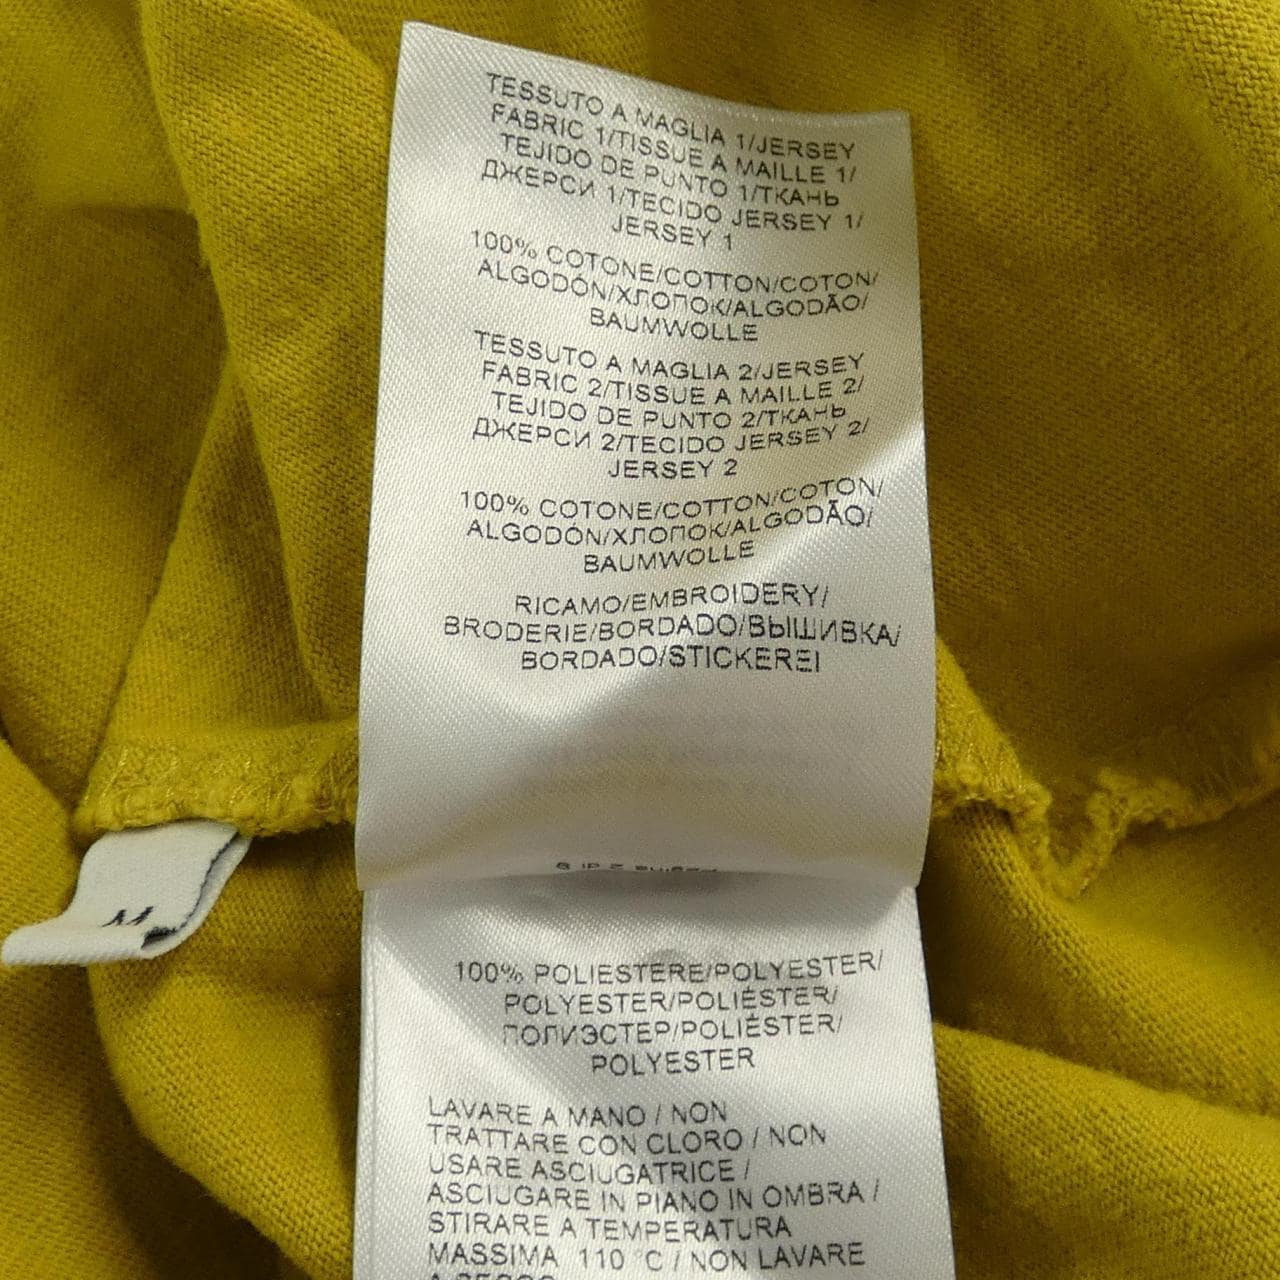 TESSUTO A MAGLIA 1/JERSEY
FABRIC 1/TISSUE A MAILLE 1/
TEJIDO DE PUNTO 1/ТКАНЬ
ДЖЕРСИ 1/TECIDO JERSEY 1/
JERSEY 1
100% COTONE/COTTON/COTON/
ALGODÓN/ХЛОПОК/ALGODÃO/
BAUMWOLLE
TESSUTO A MAGLIA 2/JERSEY
FABRIC 2/TISSUE A MAILLE 2/
TEJIDO DE PUNTO 2/ТКАНЬ
ДЖЕРСИ 2/TECIDO JERSEY 2/
JERSEY 2
100% COTONE/COTTON/COTON/
ALGODÓN/ХЛОПОК/ALGODÃO/
BAUMWOLLE
RICAMO/EMBROIDERY/
BRODERIE/BORDADO/ВЫШИВКА/
BORDADO/STICKEREI
M
100% POLIESTERE/POLYESTER/
POLYESTER/POLIÉSTER/
ПОЛИЭСТЕР/POLIÉSTER/
POLYESTER
LAVARE A MANO / NON
TRATTARE CON CLORO / NON
USARE ASCIUGATRICE /
ASCIUGARE IN PIANO IN OMBRA /
STIRARE A TEMPERATURA
MASSIMA 110 °C / NON LAVARE